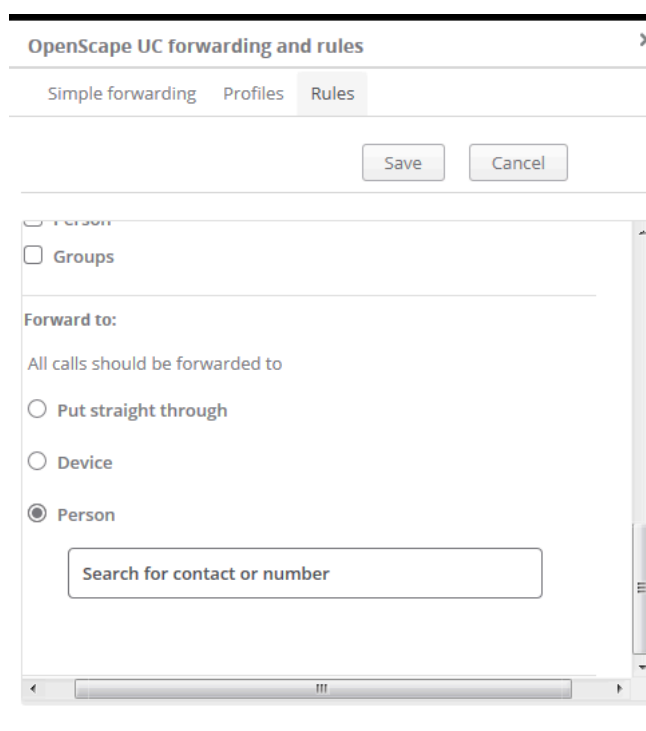 OpenScape UC forwarding and rules
Simple forwarding Profiles Rules
Save Cancel
Person
Groups
Forward to:
All calls should be forwarded to
Put straight through
Device
Person
Search for contact or number